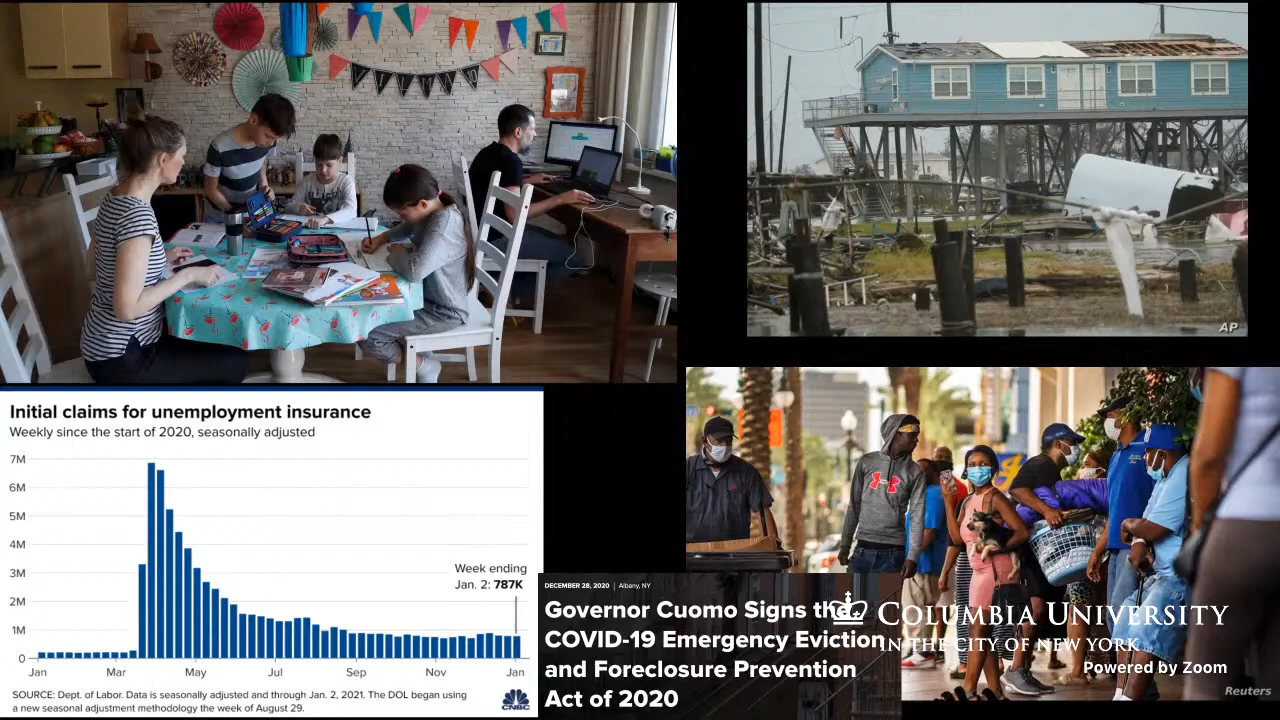 AP
Initial claims for unemployment insurance
Weekly since the start of 2020, seasonally adjusted
7M
6M
5M
4M
3M
2M
1M
0
Week ending
Jan. 2: 787K
Jan
Mar
May
Jul
Sep
Nov
Jan
SOURCE: Dept. of Labor. Data is seasonally adjusted and through Jan. 2, 2021. The DOL began using
a new seasonal adjustment methodology the week of August 29.
CNBC
DECEMBER 28, 2020 | Albany, NY
Governor Cuomo Signs the
COVID-19 Emergency Eviction
and Foreclosure Prevention
Act of 2020
COLUMBIA UNIVERSITY
IN THE CITY OF NEW YORK
Powered by Zoom
Reuters